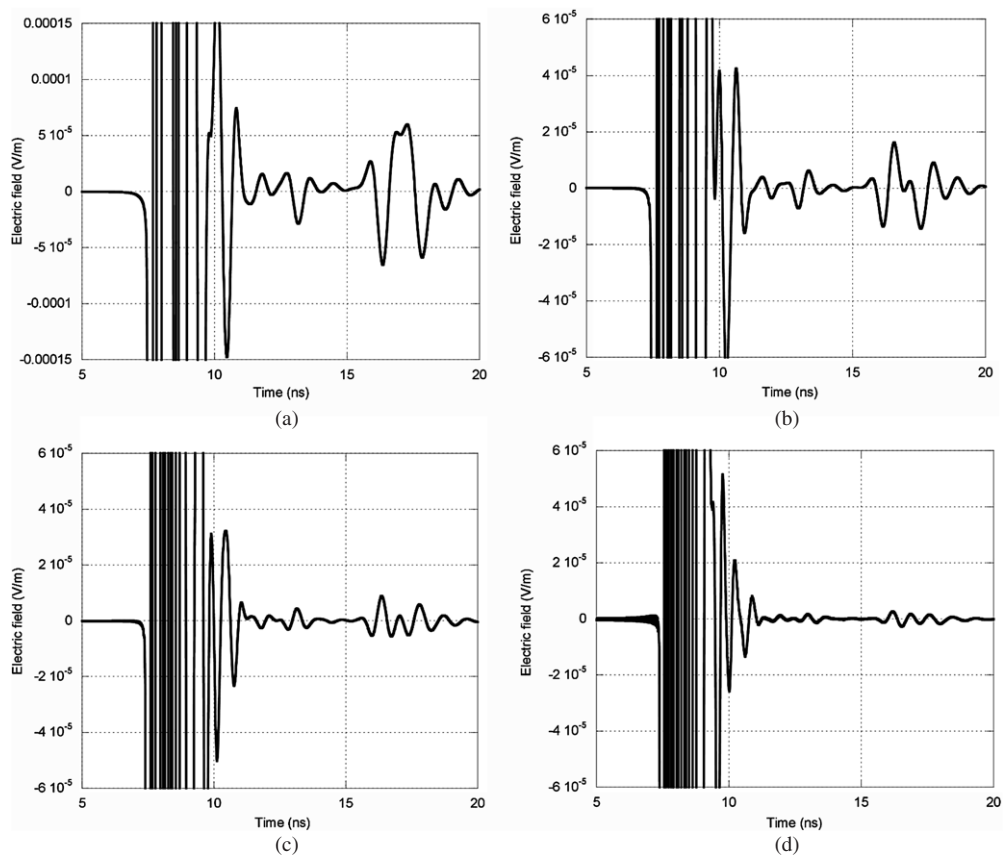 0.00015
0.0001
5 10-5
0
-5 10-5
-0.0001
-0.00015
Electric field (V/m)
5 10 15 20
Time (ns)
(a)
6 10-5
4 10-5
2 10-5
0
-2 10-5
-4 10-5
-6 10-5
Electric field (V/m)
5 10 15 20
Time (ns)
(b)
6 10-5
4 10-5
2 10-5
0
-2 10-5
-4 10-5
-6 10-5
Electric field (V/m)
5 10 15 20
Time (ns)
(c)
6 10-5
4 10-5
2 10-5
0
-2 10-5
-4 10-5
-6 10-5
Electric field (V/m)
5 10 15 20
Time (ns)
(d)